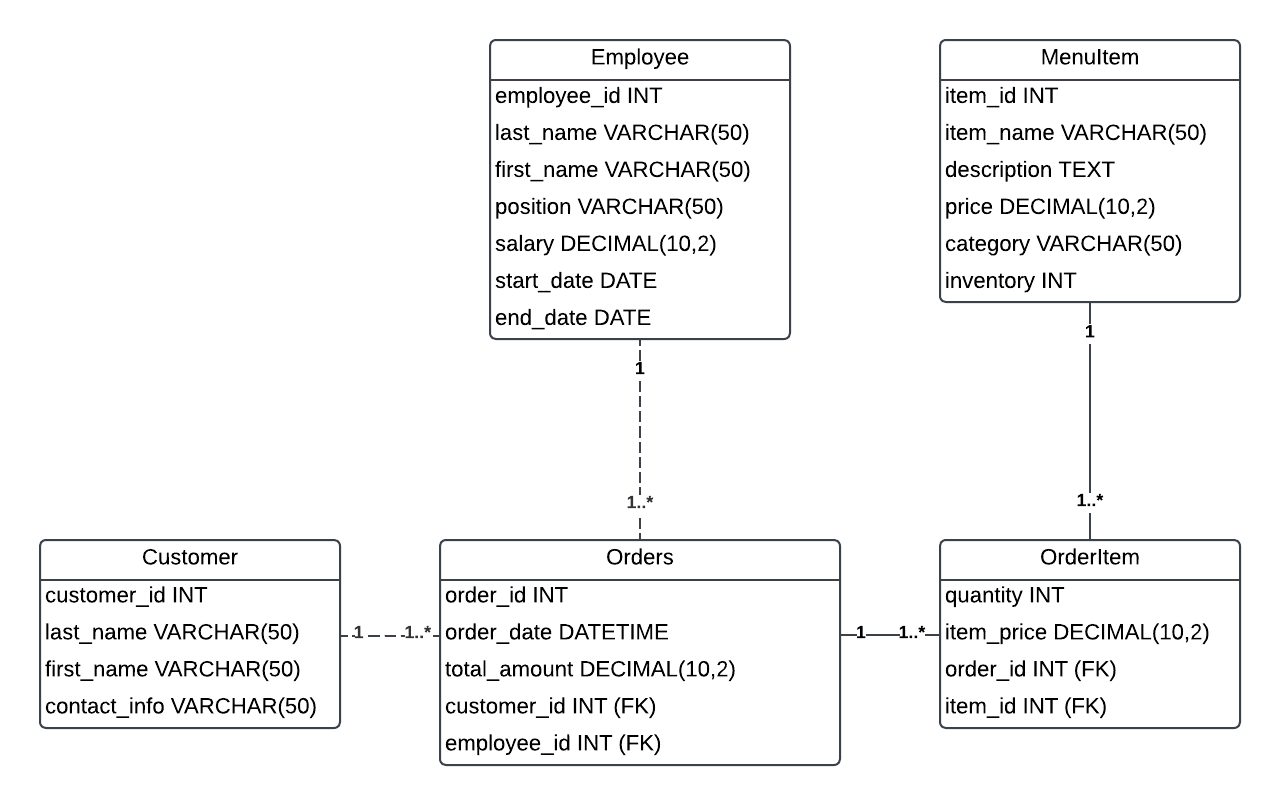 Employee
employee_id INT
last_name VARCHAR(50)
first_name VARCHAR(50)
position VARCHAR(50)
salary DECIMAL(10,2)
start_date DATE
end_date DATE
MenuItem
item_id INT
item_name VARCHAR(50)
description TEXT
price DECIMAL(10,2)
category VARCHAR(50)
inventory INT
1
1..*
1
1..*
Customer
customer_id INT
last_name VARCHAR(50)
first_name VARCHAR(50)
contact_info VARCHAR(50)
1
1..*
Orders
order_id INT
order_date DATETIME
total_amount DECIMAL(10,2)
customer_id INT (FK)
employee_id INT (FK)
1
1..*
OrderItem
quantity INT
item_price DECIMAL(10,2)
order_id INT (FK)
item_id INT (FK)